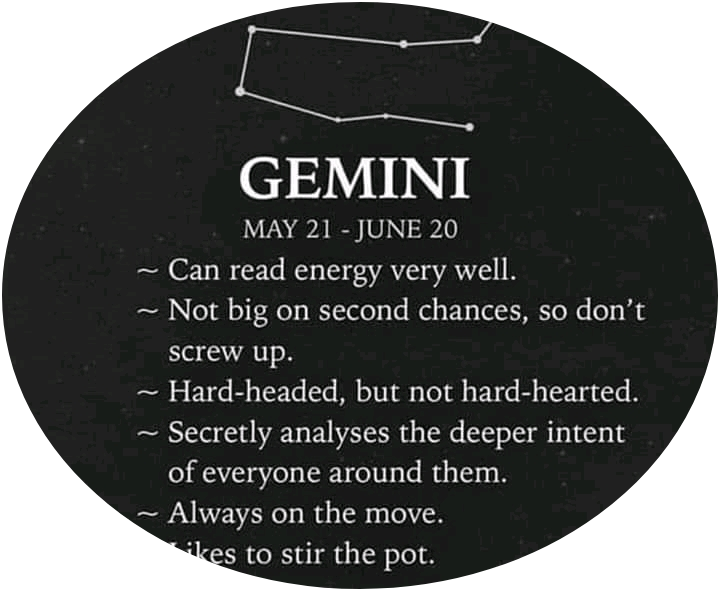 GEMINI
MAY 21 - JUNE 20
~ Can read energy very well.
~ Not big on second chances, so don’t
screw up.
~ Hard-headed, but not hard-hearted.
~ Secretly analyses the deeper intent
of everyone around them.
~ Always on the move.
Likes to stir the pot.